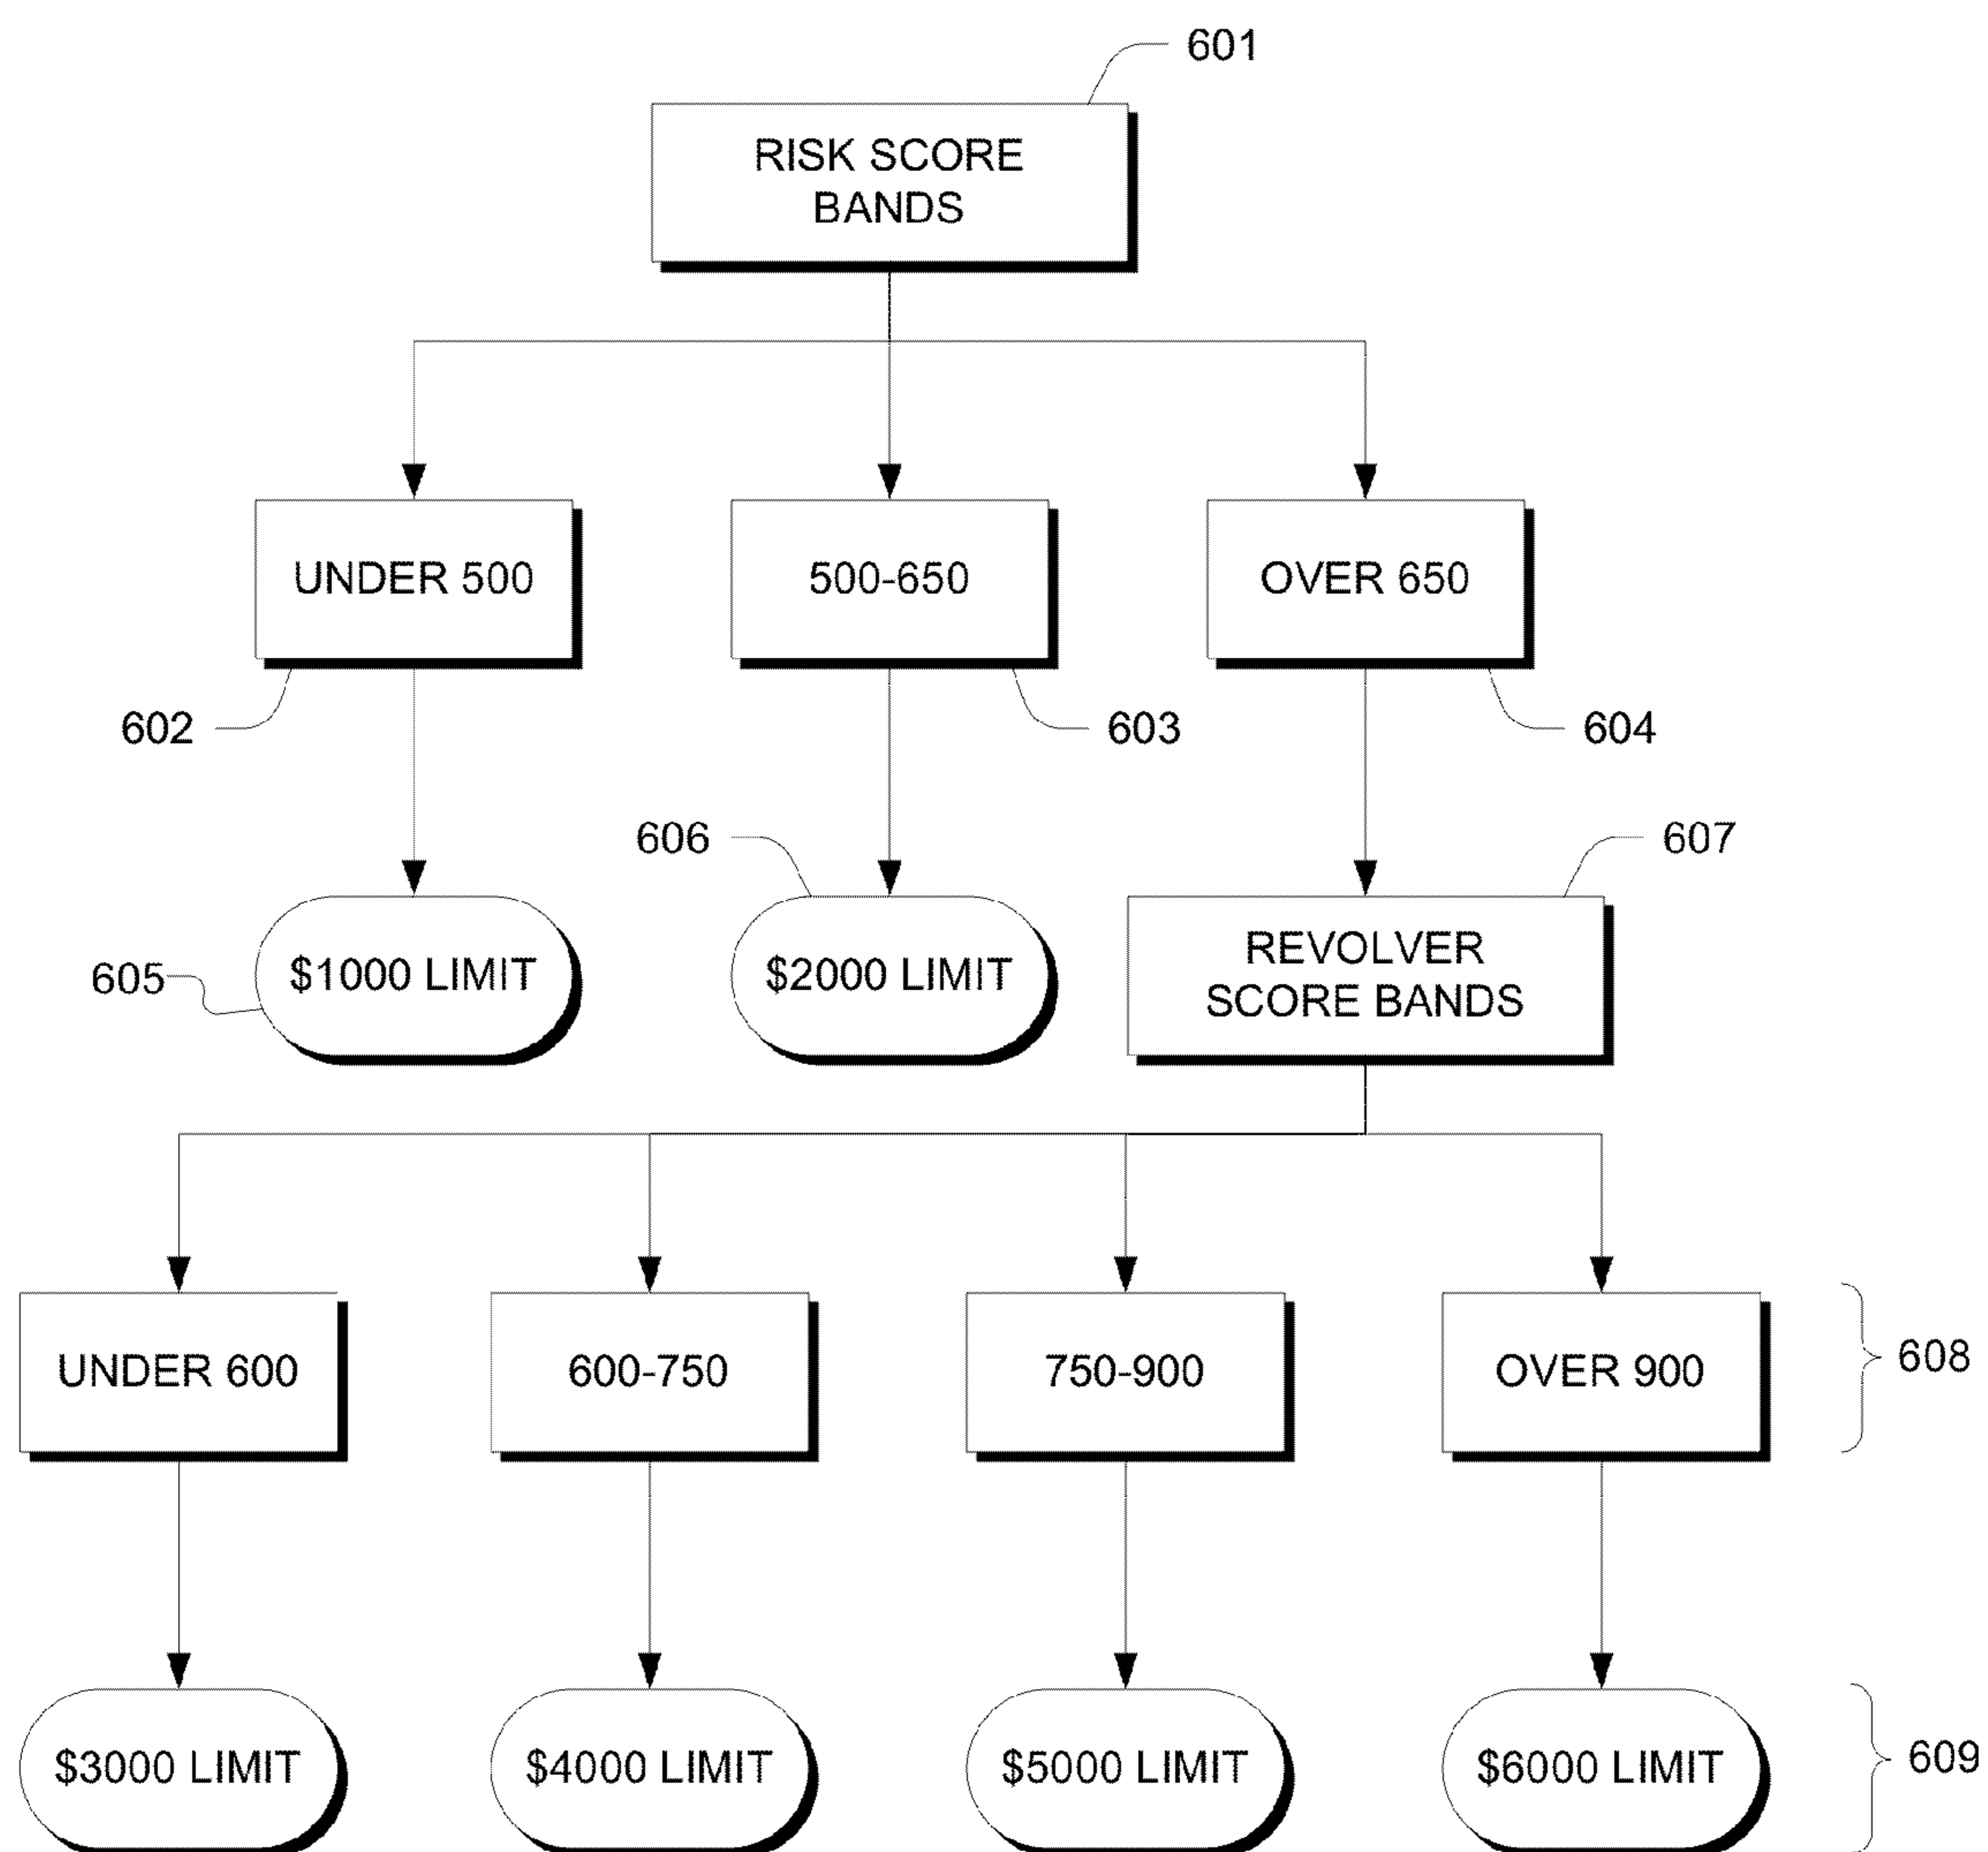 601
RISK SCORE
BANDS
UNDER 500
500-650
OVER 650
602
603
604
606
607
605
$1000 LIMIT
$2000 LIMIT
REVOLVER
SCORE BANDS
UNDER 600
600-750
750-900
OVER 900
608
$3000 LIMIT
$4000 LIMIT
$5000 LIMIT
$6000 LIMIT
609